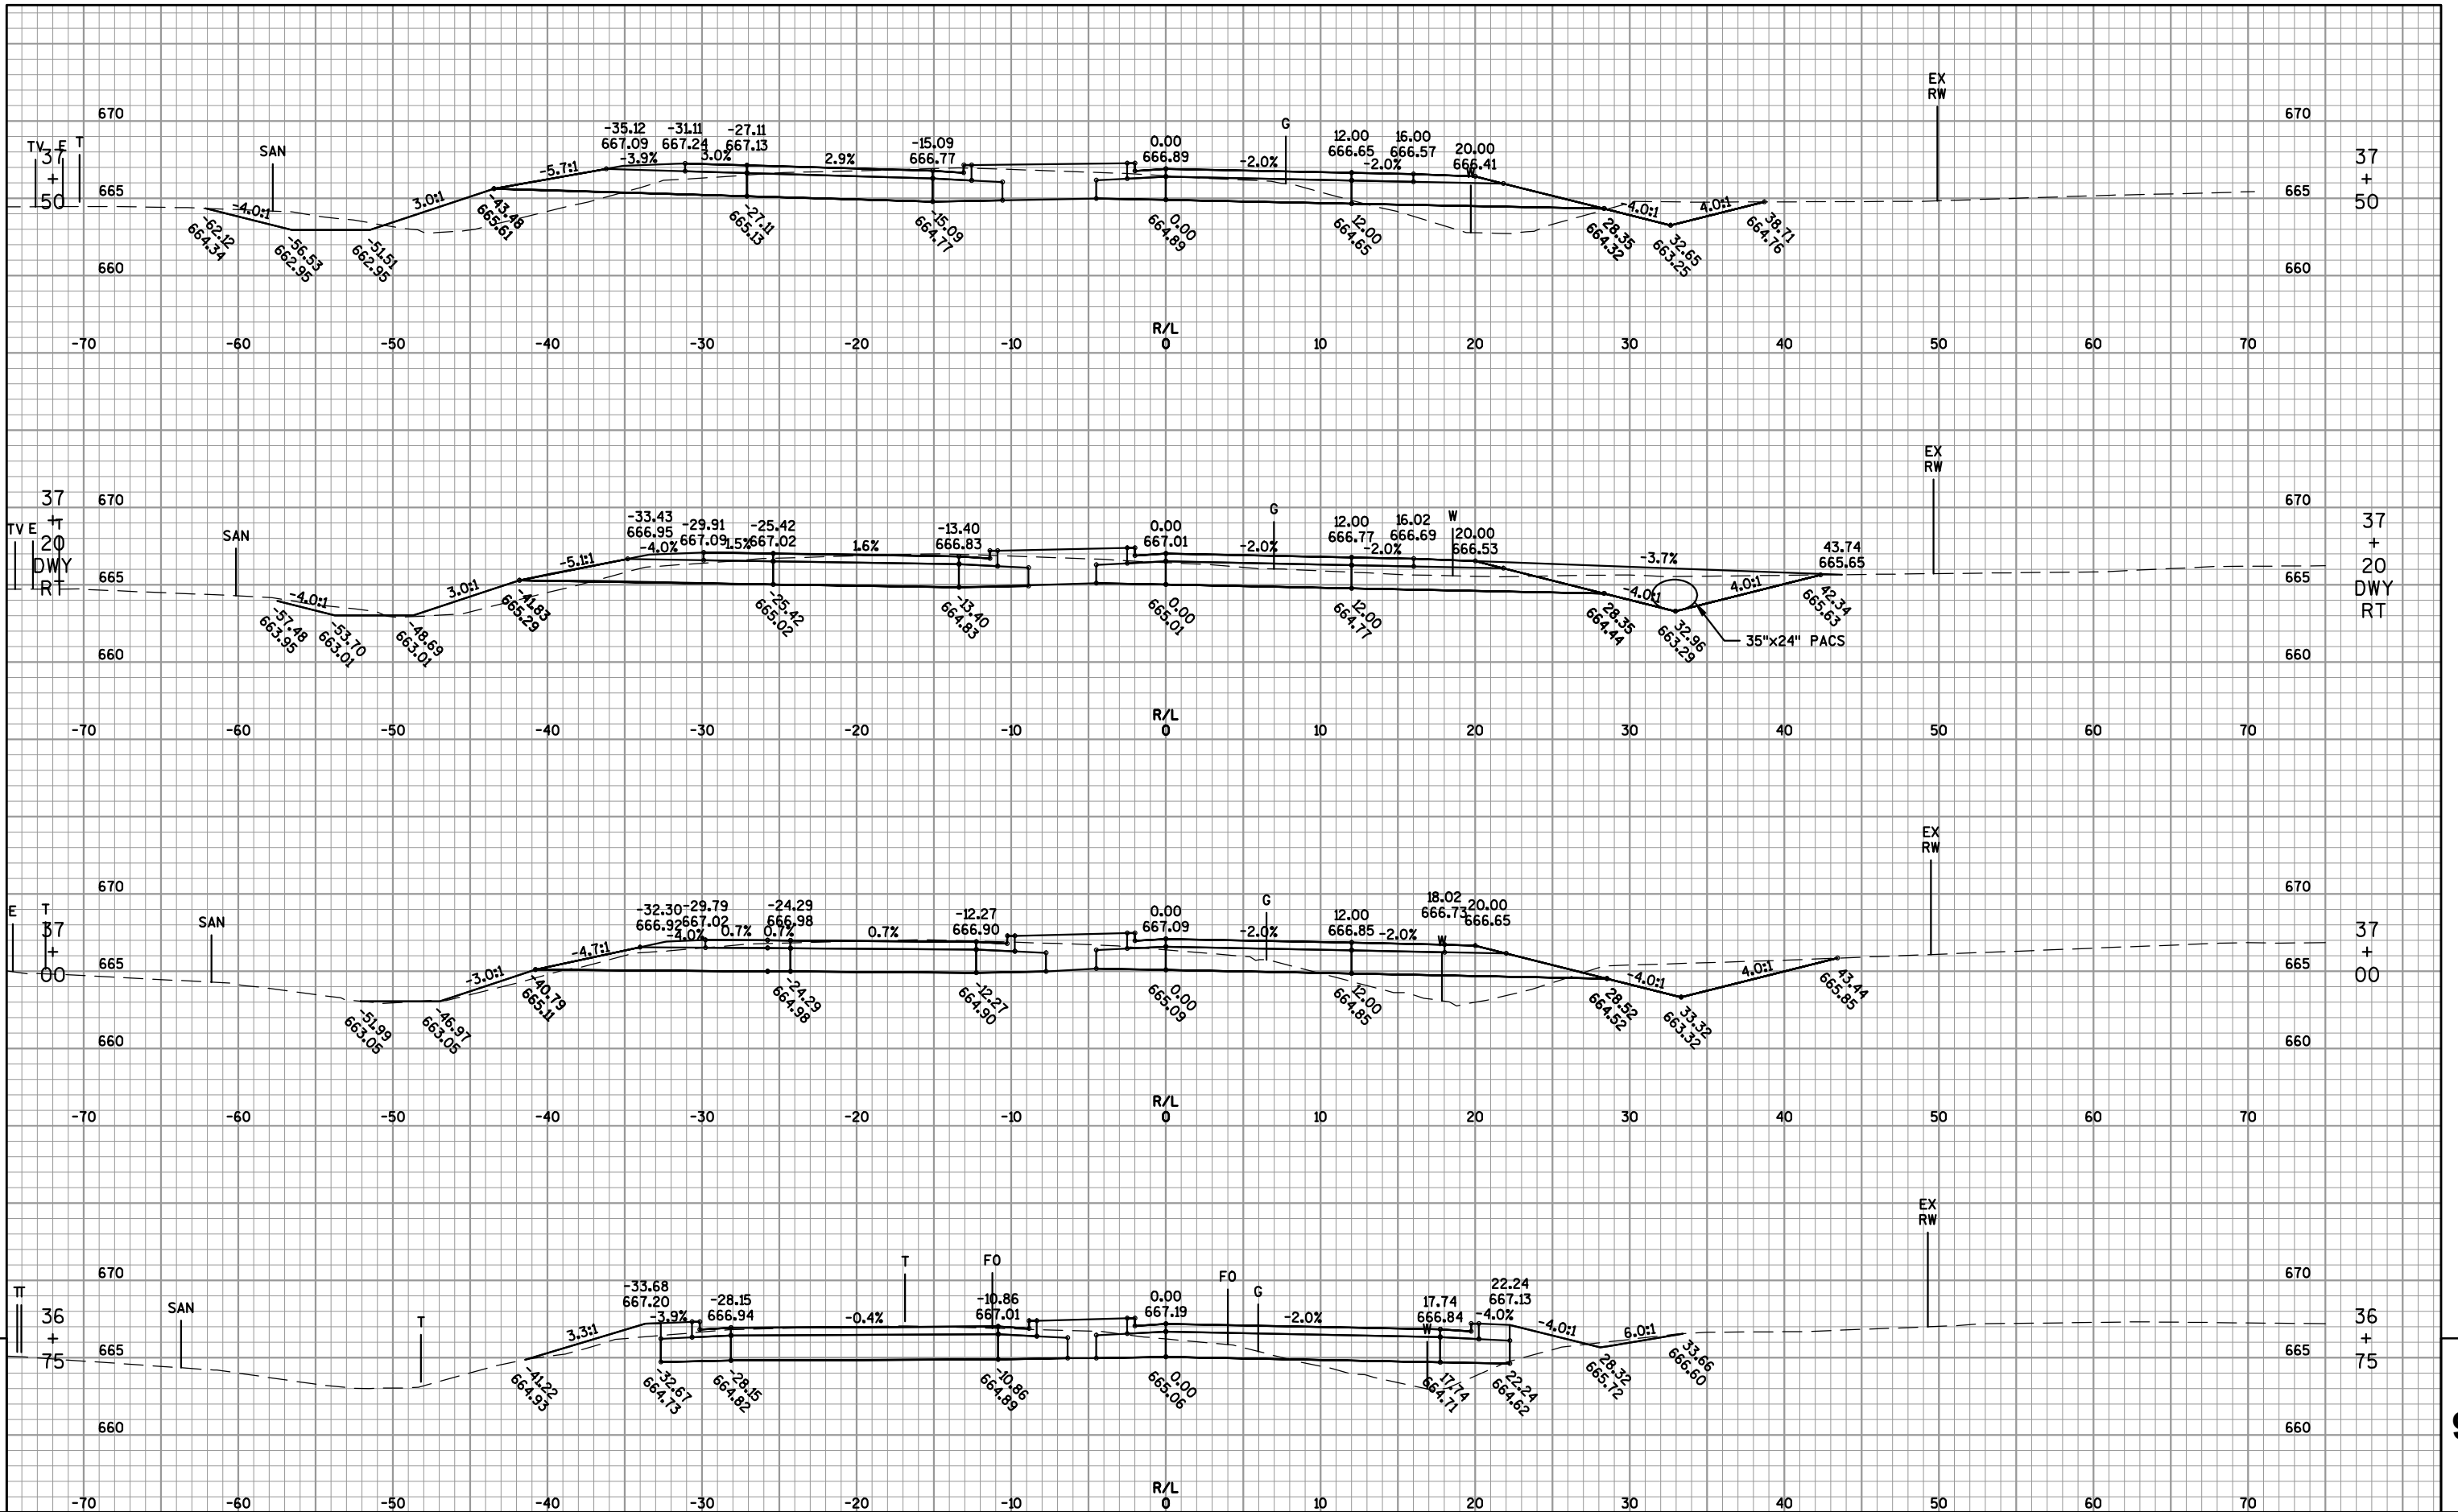 EX
RW
670
-35.12 -31.11 -27.11 -15.09 0.00 G 12.00 16.00 20.00
667.09 667.24 667.13 666.77 666.89 666.65 666.57 666.41
TV E T SAN W
-5.7:1 -3.9% 3.0% 2.9% -2.0% -2.0%
37
+
50
665
-4.0:1 3.0:1 -4.0:1 4.0:1
-62.12 -56.53 -51.51 -43.48 -27.11 -15.09 0.00 12.00 28.35 32.65 38.71
664.34 662.95 662.95 665.61 665.13 664.77 664.89 664.65 664.32 663.25 664.76
660
670
665
660
37
+
50
R/L
-70 -60 -50 -40 -30 -20 -10 0 10 20 30 40 50 60 70
EX
RW
670
-33.43 -29.91 -25.42 -13.40 0.00 G 12.00 16.02 W 20.00 43.74
666.95 667.09 667.02 666.83 667.01 666.77 666.69 666.53 665.65
TV E T SAN
-5.1:1 -4.0% 1.5% 1.6% -2.0% -2.0% -3.7%
37
+
20
DWY
RT
665
-4.0:1 3.0:1 -4.0:1 4.0:1
-57.48 -53.70 -48.69 -41.83 -25.42 -13.40 0.00 12.00 28.35 32.96 42.34
663.95 663.01 663.01 665.29 665.02 664.83 665.01 664.77 664.44 663.29 665.63
35"x24" PACS
660
670
665
660
37
+
20
DWY
RT
R/L
-70 -60 -50 -40 -30 -20 -10 0 10 20 30 40 50 60 70
EX
RW
670
-32.30 -29.79 -24.29 -12.27 0.00 G 12.00 18.02 20.00
666.92 667.02 666.98 666.90 667.09 666.85 666.73 666.65
E T SAN W
-4.7:1 -4.0% 0.7% 0.7% 0.7% -2.0% -2.0%
37
+
00
665
-3.0:1 -4.0:1 4.0:1
-51.99 -46.97 -40.79 -24.29 -12.27 0.00 12.00 28.52 33.32 43.44
663.05 663.05 665.11 664.98 664.90 665.09 664.85 664.52 663.32 665.85
660
670
665
660
37
+
00
R/L
-70 -60 -50 -40 -30 -20 -10 0 10 20 30 40 50 60 70
EX
RW
670
T FO FO G
-33.68 -28.15 -10.86 0.00 17.74 22.24
667.20 666.94 667.01 667.19 666.84 667.13
T T SAN T W
3.3:1 -3.9% -0.4% -2.0% -4.0% -4.0:1 6.0:1
36
+
75
665
-41.22 -32.67 -28.15 -10.86 0.00 17.74 22.24 28.32 33.66
664.93 664.73 664.82 664.89 665.06 664.71 664.62 665.72 666.60
660
670
665
660
36
+
75
R/L
-70 -60 -50 -40 -30 -20 -10 0 10 20 30 40 50 60 70